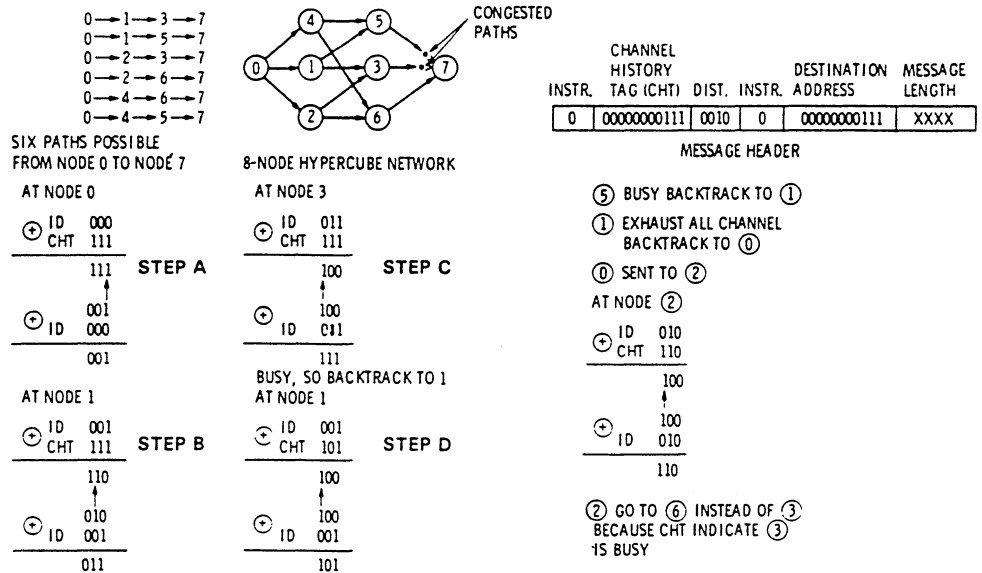 0→1→3→7
0→1→5→7
0→2→3→7
0→2→6→7
0→4→6→7
0→4→5→7
SIX PATHS POSSIBLE
FROM NODE 0 TO NODE 7
0
4
1
2
5
3
6
7
CONGESTED
PATHS
8-NODE HYPERCUBE NETWORK
INSTR.
CHANNEL
HISTORY
TAG (CHT)
DIST.
INSTR.
DESTINATION
ADDRESS
MESSAGE
LENGTH
0 00000000111 0010 0 00000000111 XXXX
MESSAGE HEADER
AT NODE 0
+ ID 000
CHT 111
111 STEP A
001
+ ID 000
001
AT NODE 1
+ ID 001
CHT 111 STEP B
110
010
+ ID 001
011
AT NODE 3
+ ID 011
CHT 111
100 STEP C
100
+ ID 011
111
BUSY, SO BACKTRACK TO 1
AT NODE 1
+ ID 001
CHT 101 STEP D
100
100
+ ID 001
101
5 BUSY BACKTRACK TO 1
1 EXHAUST ALL CHANNEL
BACKTRACK TO 0
0 SENT TO 2
AT NODE 2
+ ID 010
CHT 110
100
100
+ ID 010
110
2 GO TO 6 INSTEAD OF 3
BECAUSE CHT INDICATE 3
IS BUSY